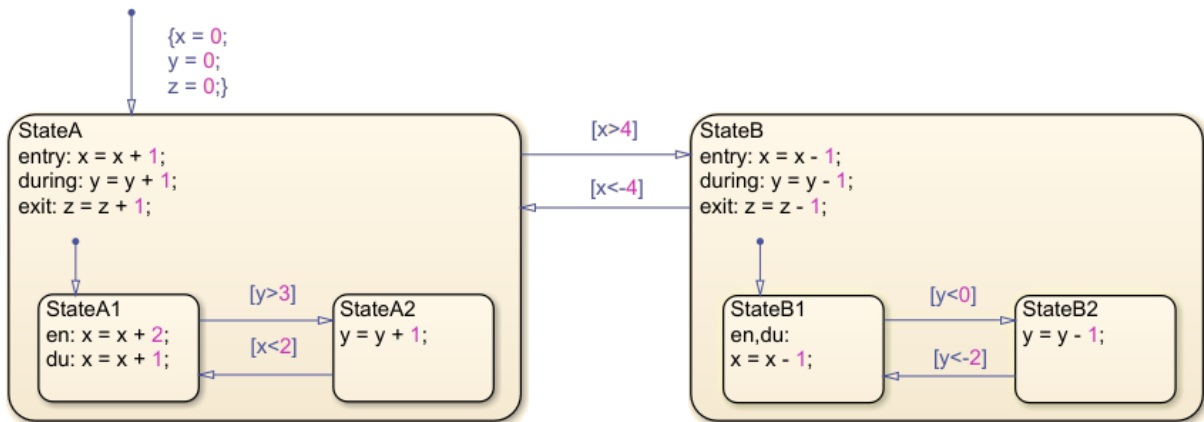 {x = 0;
y = 0;
z = 0;}
StateA
entry: x = x + 1;
during: y = y + 1;
exit: z = z + 1;
StateA1
en: x = x + 2;
du: x = x + 1;
[y>3]
[x<2]
StateA2
y = y + 1;
[x>4]
[x<-4]
StateB
entry: x = x - 1;
during: y = y - 1;
exit: z = z - 1;
StateB1
en,du:
x = x - 1;
[y<0]
[y<-2]
StateB2
y = y - 1;